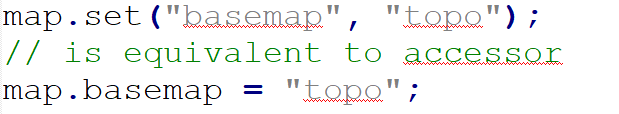 map.set("basemap", "topo");
// is equivalent to accessor
map.basemap = "topo";